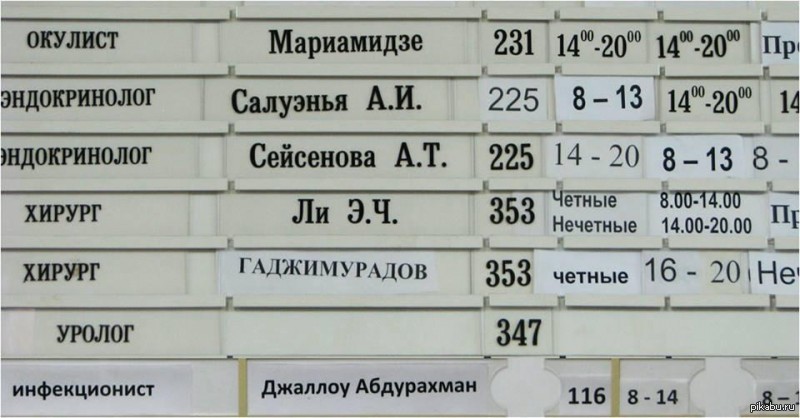 ОКУЛИСТ Мариамидзе 231 14⁰⁰-20⁰⁰ 14⁰⁰-20⁰⁰
ЭНДОКРИНОЛОГ Салуэнья А.И. 225 8 – 13 14⁰⁰-20⁰⁰ 14
ЭНДОКРИНОЛОГ Сейсенова А.Т. 225 14 - 20 8 – 13 8 -
ХИРУРГ Ли Э.Ч. 353 Четные 8.00-14.00
Нечетные 14.00-20.00
ХИРУРГ ГАДЖИМУРАДОВ 353 четные 16 - 20
УРОЛОГ 347
инфекционист Джаллоу Абдурахман 116 8 - 14 8 –
pikabu.ru